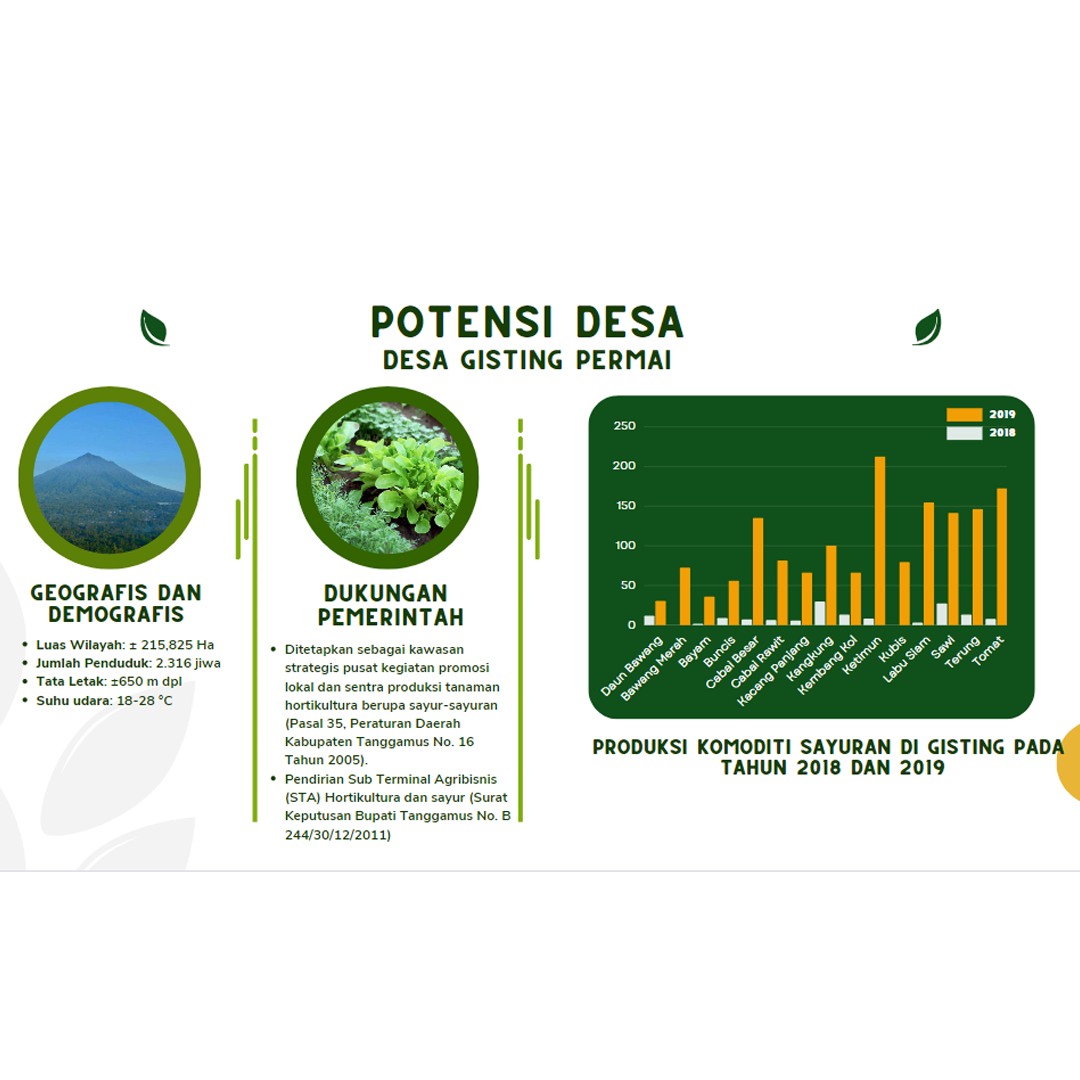 POTENSI DESA
DESA GISTING PERMAI
GEOGRAFIS DAN
DEMOGRAFIS
• Luas Wilayah: ± 215,825 Ha
• Jumlah Penduduk: 2.316 jiwa
• Tata Letak: ±650 m dpl
• Suhu udara: 18-28 °C
DUKUNGAN
PEMERINTAH
• Ditetapkan sebagai kawasan
strategis pusat kegiatan promosi
lokal dan sentra produksi tanaman
hortikultura berupa sayur-sayuran
(Pasal 35, Peraturan Daerah
Kabupaten Tanggamus No. 16
Tahun 2005).
• Pendirian Sub Terminal Agribisnis
(STA) Hortikultura dan sayur (Surat
Keputusan Bupati Tanggamus No. B
244/30/12/2011)
2019
2018
250
200
150
100
50
0
Daun Bawang
Bawang Merah
Bayam
Buncis
Cabai Besar
Cabai Rawit
Kacang Panjang
Kangkung
Kembang Kol
Ketimun
Kubis
Labu Siam
Sawi
Terung
Tomat
PRODUKSI KOMODITI SAYURAN DI GISTING PADA
TAHUN 2018 DAN 2019